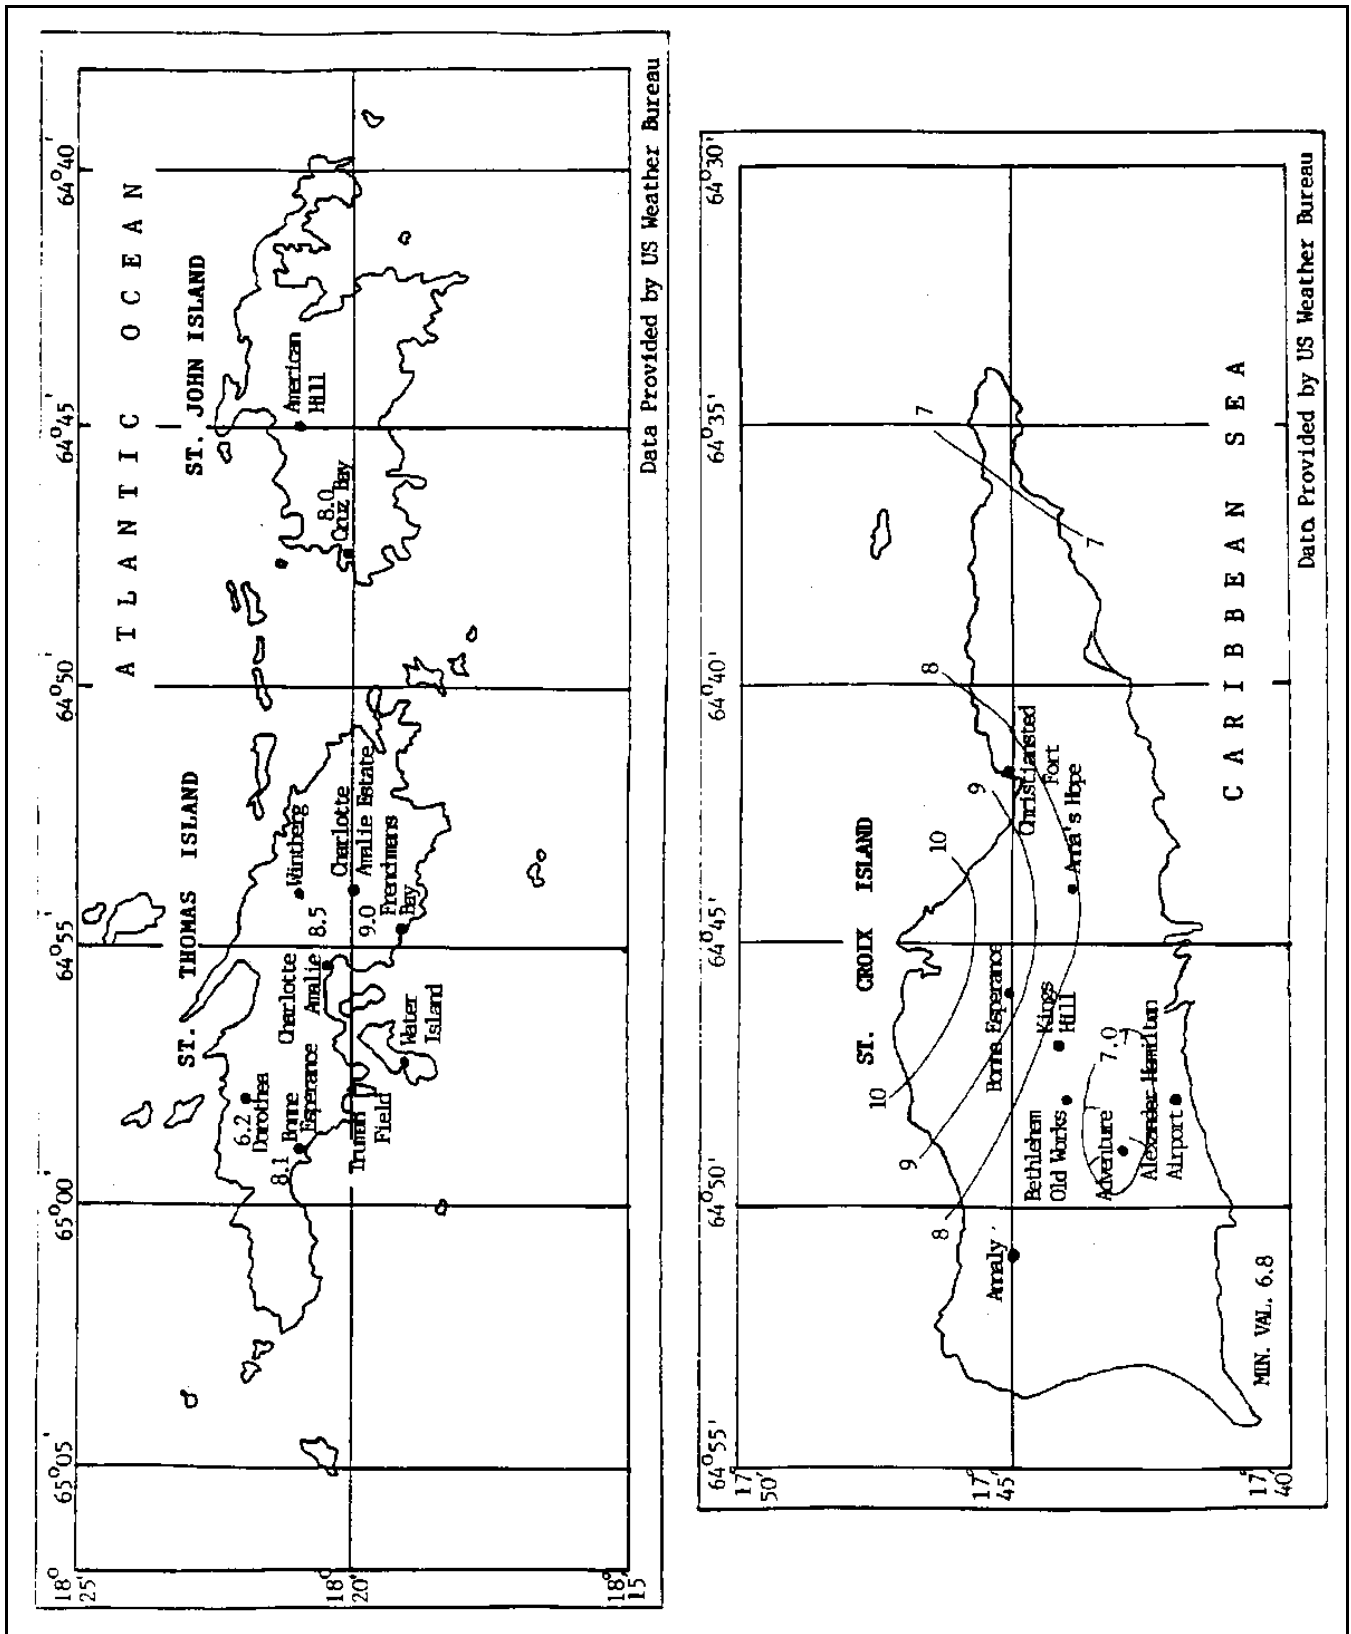 65°05'
65°00'
64°55'
64°50'
64°45'
64°40'
18°
25'
18°
20'
18°
15
ATLANTIC OCEAN
ST. THOMAS ISLAND
ST. JOHN ISLAND
6.2
Dorothea
8.1
Bonne
Esperance
Charlotte
Amalie
8.5
Wintberg
Charlotte
Amalie Estate
9.0
Frenchmans
Bay
Truman
Field
Water
Island
8.0
Cruz Bay
American
Hill
Data Provided by US Weather Bureau
64°55'
64°50'
64°45'
64°40'
64°35'
64°30'
17°
50'
17°
45'
17°
40'
ST. CROIX ISLAND
10
10
9
9
8
8
7
7
Annaly
Bonne Esperance
Christiansted
Fort
Anna's Hope
Kings
Hill
Bethlehem
Old Works
7.0
Adventure
Alexander Hamilton
Airport
MIN. VAL. 6.8
CARIBBEAN SEA
Data Provided by US Weather Bureau